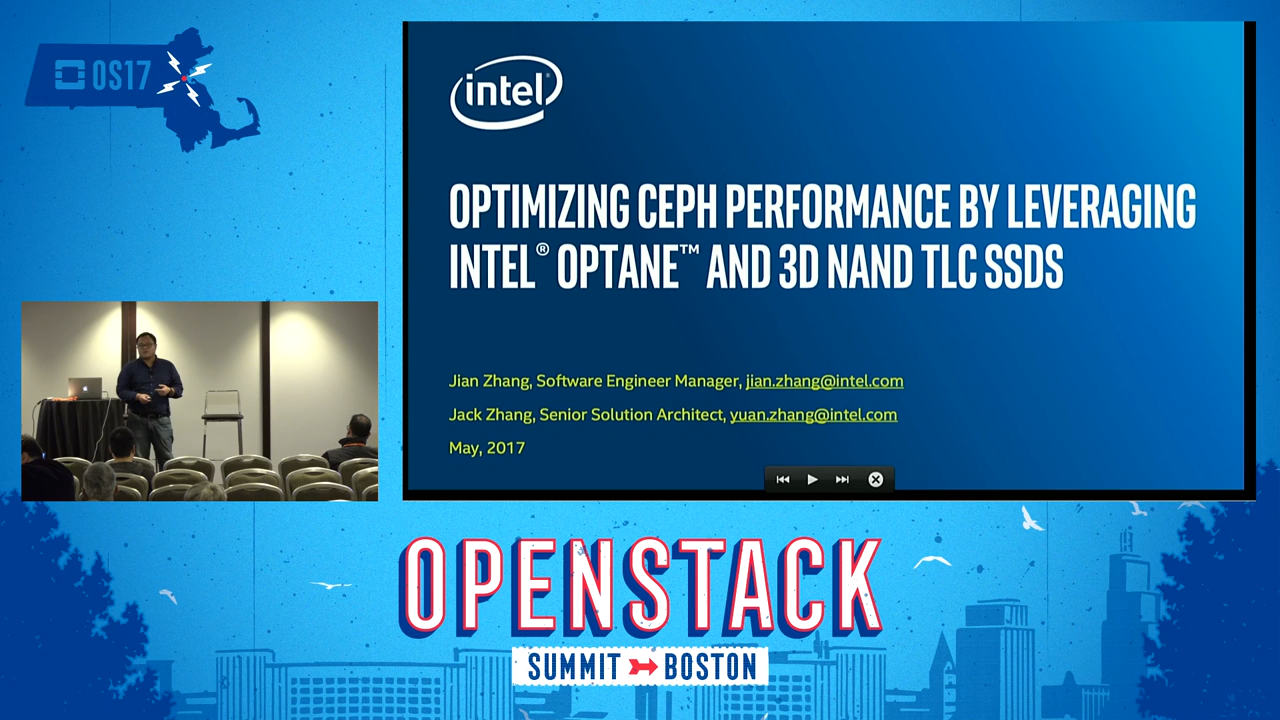 OS17
intel
OPTIMIZING CEPH PERFORMANCE BY LEVERAGING
INTEL® OPTANE™ AND 3D NAND TLC SSDS
Jian Zhang, Software Engineer Manager, jian.zhang@intel.com
Jack Zhang, Senior Solution Architect, yuan.zhang@intel.com
May, 2017
OPENSTACK
SUMMIT BOSTON